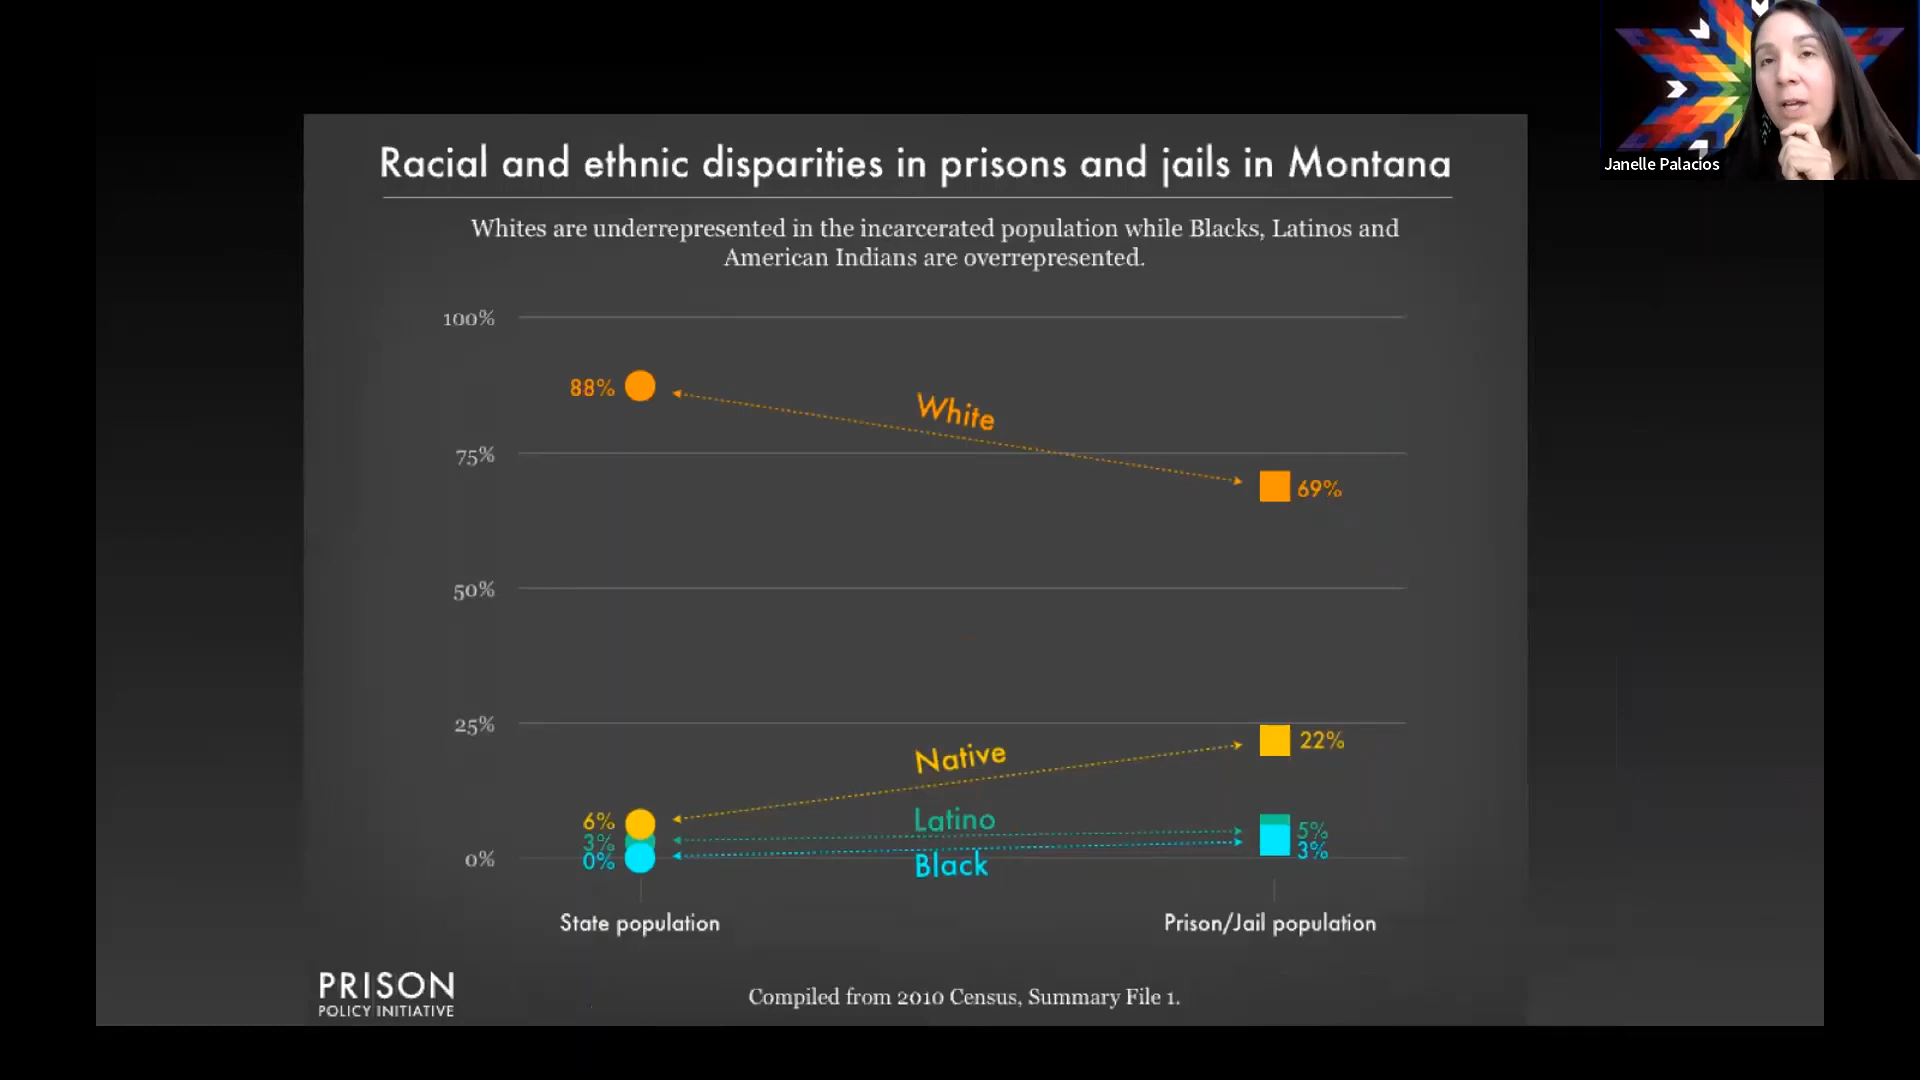 Janelle Palacios
Racial and ethnic disparities in prisons and jails in Montana
Whites are underrepresented in the incarcerated population while Blacks, Latinos and
American Indians are overrepresented.
100%
88%
White
75%
69%
50%
25%
Native
22%
6%
Latino
5%
3%
3%
0%
0%
Black
State population
Prison/Jail population
PRISON
POLICY INITIATIVE
Compiled from 2010 Census, Summary File 1.